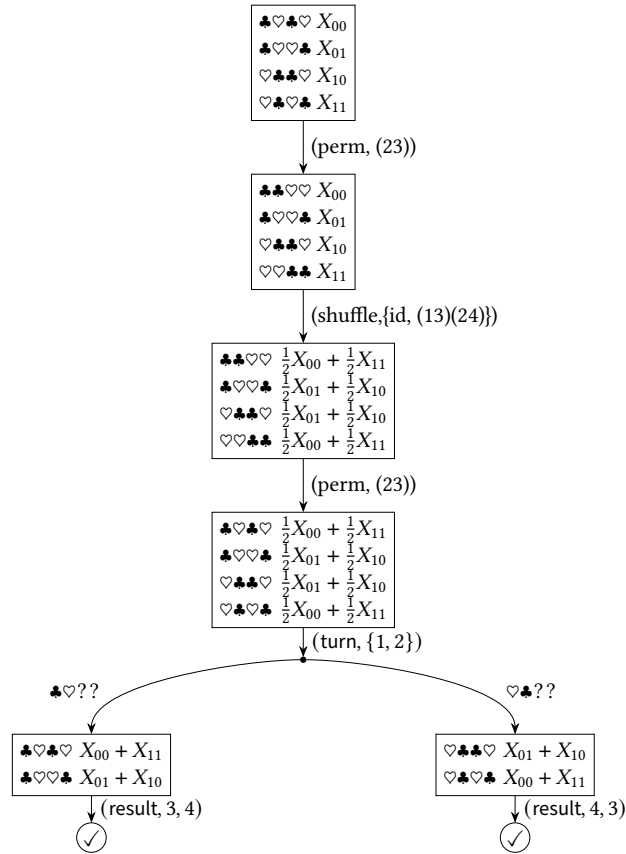 ♣♡♣♡ X₀₀
♣♡♡♣ X₀₁
♡♣♣♡ X₁₀
♡♣♡♣ X₁₁
(perm, (23))
♣♣♡♡ X₀₀
♣♡♡♣ X₀₁
♡♣♣♡ X₁₀
♡♡♣♣ X₁₁
(shuffle,{id, (13)(24)})
♣♣♡♡ ½X₀₀ + ½X₁₁
♣♡♡♣ ½X₀₁ + ½X₁₀
♡♣♣♡ ½X₀₁ + ½X₁₀
♡♡♣♣ ½X₀₀ + ½X₁₁
(perm, (23))
♣♡♣♡ ½X₀₀ + ½X₁₁
♣♡♡♣ ½X₀₁ + ½X₁₀
♡♣♣♡ ½X₀₁ + ½X₁₀
♡♣♡♣ ½X₀₀ + ½X₁₁
(turn, {1, 2})
♣♡??
♡♣??
♣♡♣♡ X₀₀ + X₁₁
♣♡♡♣ X₀₁ + X₁₀
♡♣♣♡ X₀₁ + X₁₀
♡♣♡♣ X₀₀ + X₁₁
(result, 3, 4)
(result, 4, 3)
✓
✓